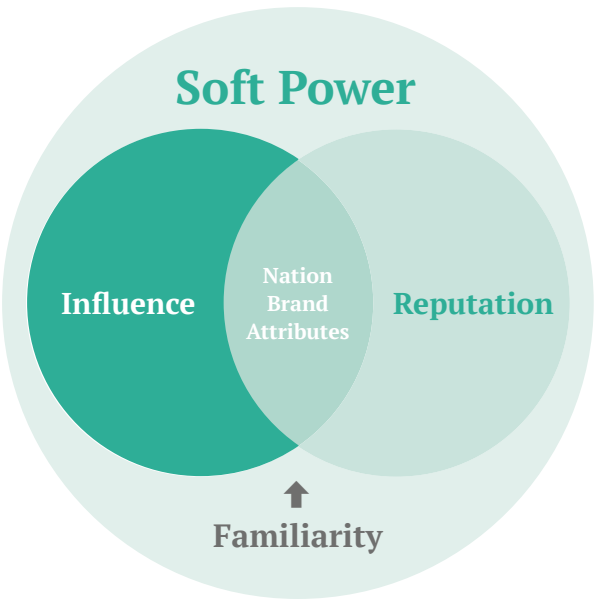 Soft Power
Influence
Nation
Brand
Attributes
Reputation
Familiarity